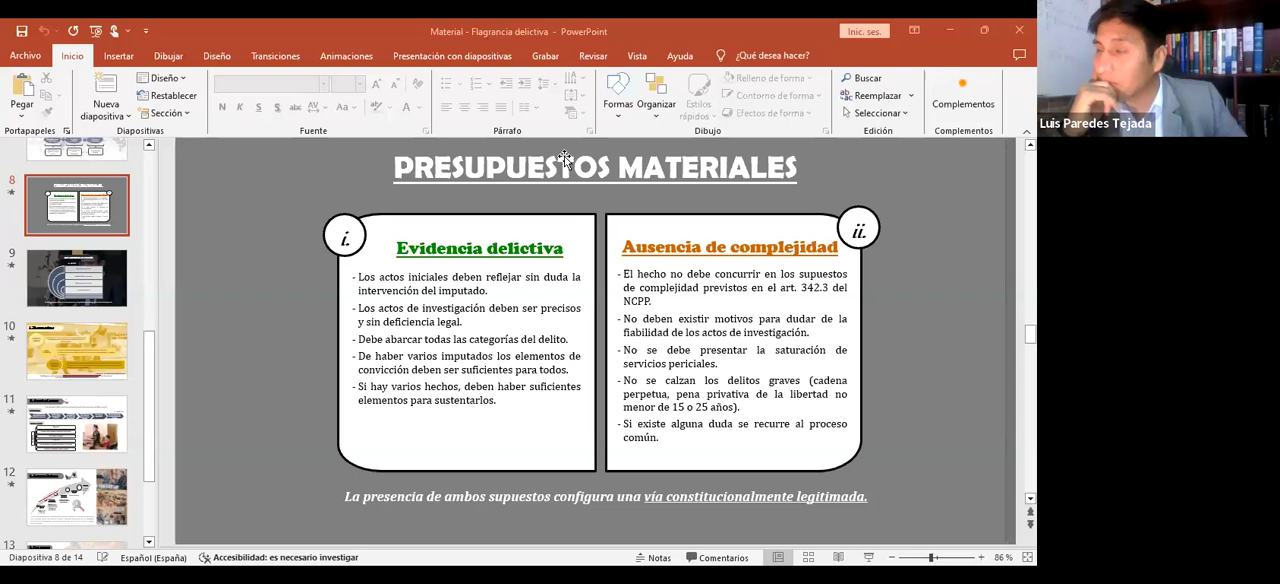 Material - Flagrancia delictiva - PowerPoint
Inic. ses.
Archivo
Inicio
Insertar
Dibujar
Diseño
Transiciones
Animaciones
Presentación con diapositivas
Grabar
Revisar
Vista
Ayuda
¿Qué desea hacer?
Pegar
Nueva
diapositiva
Diseño
Restablecer
Sección
N K S S abc AV Aa A
Formas
Organizar
Estilos
rápidos
Relleno de forma
Contorno de forma
Efectos de forma
Buscar
Reemplazar
Seleccionar
Complementos
Portapapeles
Diapositivas
Fuente
Párrafo
Dibujo
Edición
Complementos
Luis Paredes Tejada
8
9
10
11
12
13
PRESUPUESTOS MATERIALES
i.
Evidencia delictiva
- Los actos iniciales deben reflejar sin duda la
intervención del imputado.
- Los actos de investigación deben ser precisos
y sin deficiencia legal.
- Debe abarcar todas las categorías del delito.
- De haber varios imputados los elementos de
convicción deben ser suficientes para todos.
- Si hay varios hechos, deben haber suficientes
elementos para sustentarlos.
ii.
Ausencia de complejidad
- El hecho no debe concurrir en los supuestos
de complejidad previstos en el art. 342.3 del
NCPP.
- No deben existir motivos para dudar de la
fiabilidad de los actos de investigación.
- No se debe presentar la saturación de
servicios periciales.
- No se calzan los delitos graves (cadena
perpetua, pena privativa de la libertad no
menor de 15 o 25 años).
- Si existe alguna duda se recurre al proceso
común.
La presencia de ambos supuestos configura una vía constitucionalmente legitimada.
Diapositiva 8 de 14
Español (España)
Accesibilidad: es necesario investigar
Notas
Comentarios
86 %